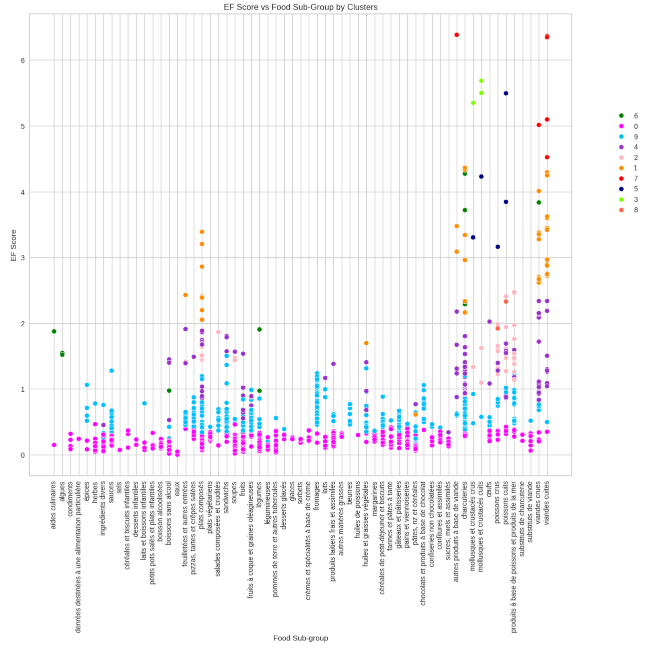 EF Score vs Food Sub-Group by Clusters
6
5
4
3
2
1
0
EF Score
6
0
9
4
2
1
7
5
3
8
aides culinaires
algues
condiments
denrées destinées à une alimentation particulière
épices
herbes
ingrédients divers
sauces
sels
céréales et biscuits infantiles
desserts infantiles
laits et boissons infantiles
petits pots salés et plats infantiles
boisson alcoolisées
boissons sans alcool
eaux
feuilletées et autres entrées
pizzas, tartes et crêpes salées
plats composés
plats végétariens
salades composées et crudités
sandwichs
soupes
fruits
fruits à coque et graines oléagineuses
légumes
légumineuses
pommes de terre et autres tubercules
desserts glacés
glaces
sorbets
crèmes et spécialités à base de crème
fromages
laits
produits laitiers frais et assimilés
autres matières grasses
beurres
huiles de poissons
huiles et graisses végétales
margarines
céréales de petit-déjeuner et biscuits
farines et pâtes à tarte
gâteaux et pâtisseries
pains et viennoiseries
pâtes, riz et céréales
chocolats et produits à base de chocolat
confiseries non chocolatées
confitures et assimilés
sucres, miels et assimilés
autres produits à base de viande
charcuteries
mollusques et crustacés crus
mollusques et crustacés cuits
œufs
poissons crus
poissons cuits
produits à base de poissons et produits de la mer
substituts de charcuterie
substituts de viande
viandes crues
viandes cuites
Food Sub-group